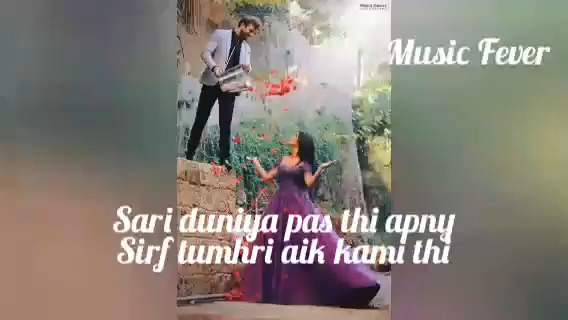 Music Fever
Sari duniya pas thi apny
Sirf tumhri aik kami thi